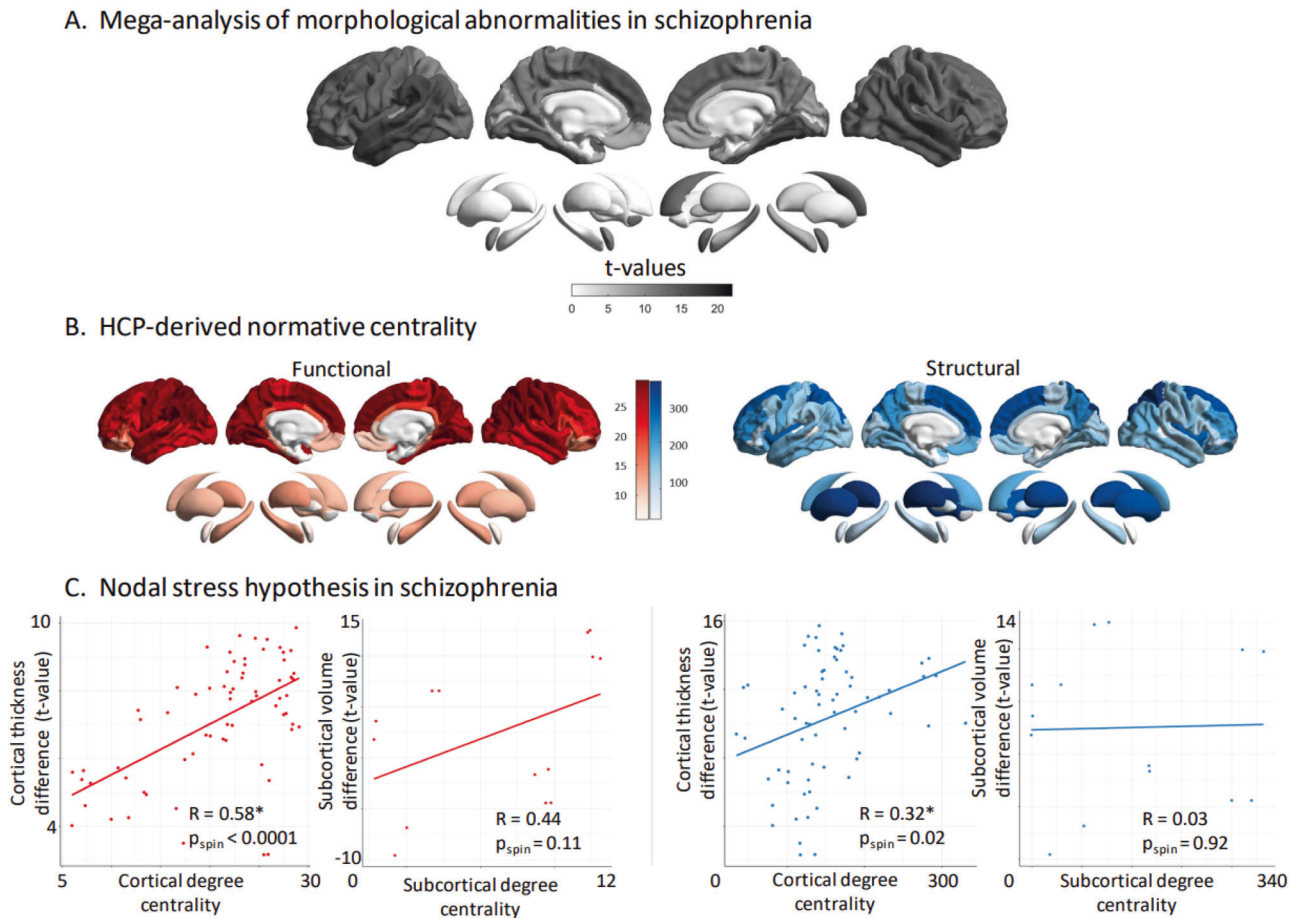 A. Mega-analysis of morphological abnormalities in schizophrenia
t-values
0 5 10 15 20
B. HCP-derived normative centrality
Functional
Structural
25
20
15
10
300
200
100
C. Nodal stress hypothesis in schizophrenia
10
4
Cortical thickness
difference (t-value)
R = 0.58*
pspin < 0.0001
5
30
Cortical degree
centrality
15
-10
Subcortical volume
difference (t-value)
R = 0.44
pspin = 0.11
0
12
Subcortical degree
centrality
16
Cortical thickness
difference (t-value)
R = 0.32*
pspin = 0.02
0
300
Cortical degree
centrality
14
Subcortical volume
difference (t-value)
R = 0.03
pspin = 0.92
0
340
Subcortical degree
centrality